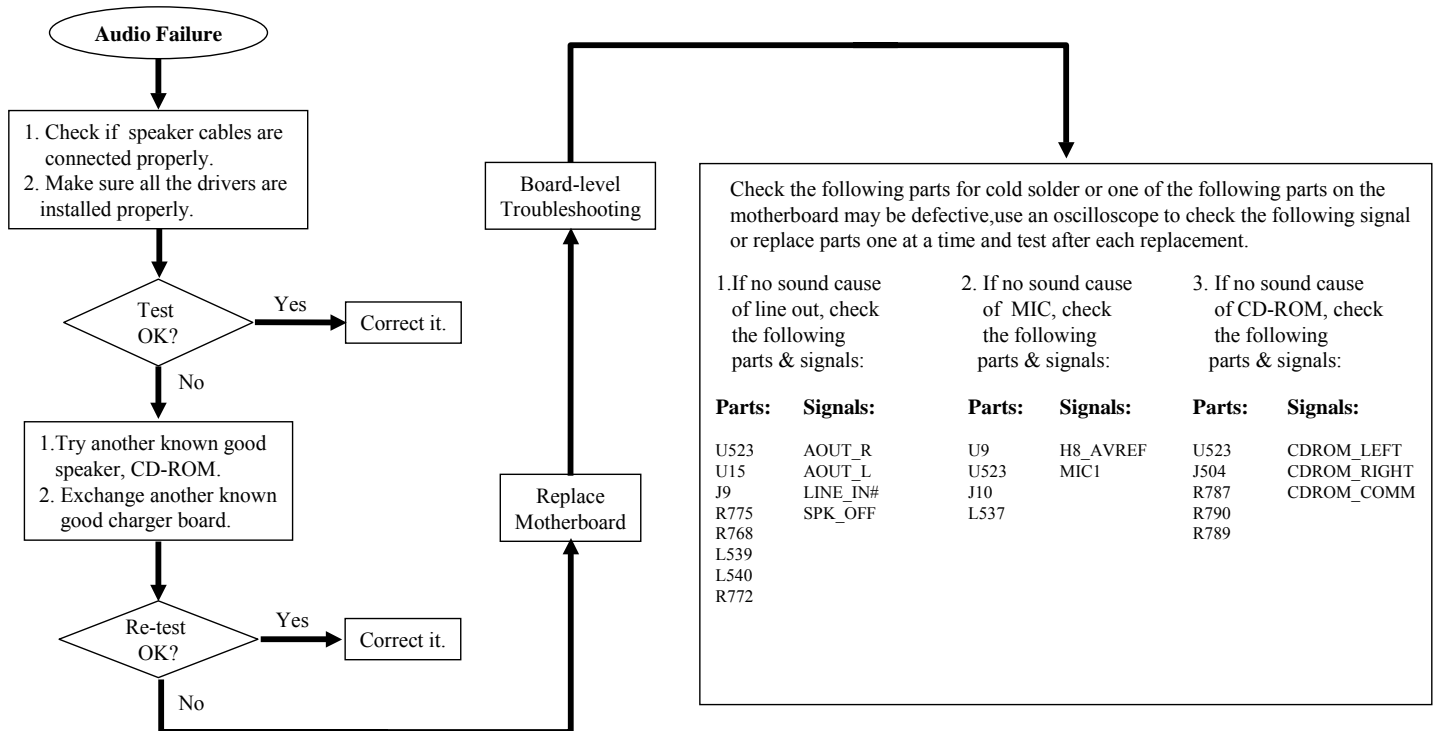 Audio Failure
1. Check if speaker cables are
connected properly.
2. Make sure all the drivers are
installed properly.
Test
OK?
Yes
Correct it.
No
1.Try another known good
speaker, CD-ROM.
2. Exchange another known
good charger board.
Re-test
OK?
Yes
Correct it.
No
Replace
Motherboard
Board-level
Troubleshooting
Check the following parts for cold solder or one of the following parts on the
motherboard may be defective,use an oscilloscope to check the following signal
or replace parts one at a time and test after each replacement.
1.If no sound cause
of line out, check
the following
parts & signals:
Parts: Signals:
U523 AOUT_R
U15 AOUT_L
J9 LINE_IN#
R775 SPK_OFF
R768
L539
L540
R772
2. If no sound cause
of MIC, check
the following
parts & signals:
Parts: Signals:
U9 H8_AVREF
U523 MIC1
J10
L537
3. If no sound cause
of CD-ROM, check
the following
parts & signals:
Parts: Signals:
U523 CDROM_LEFT
J504 CDROM_RIGHT
R787 CDROM_COMM
R790
R789